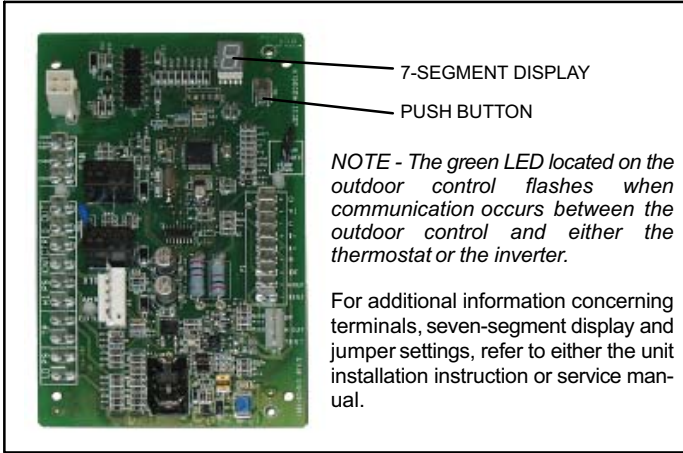 7-SEGMENT DISPLAY
PUSH BUTTON
NOTE - The green LED located on the
outdoor control flashes when
communication occurs between the
outdoor control and either the
thermostat or the inverter.
For additional information concerning
terminals, seven-segment display and
jumper settings, refer to either the unit
installation instruction or service man-
ual.